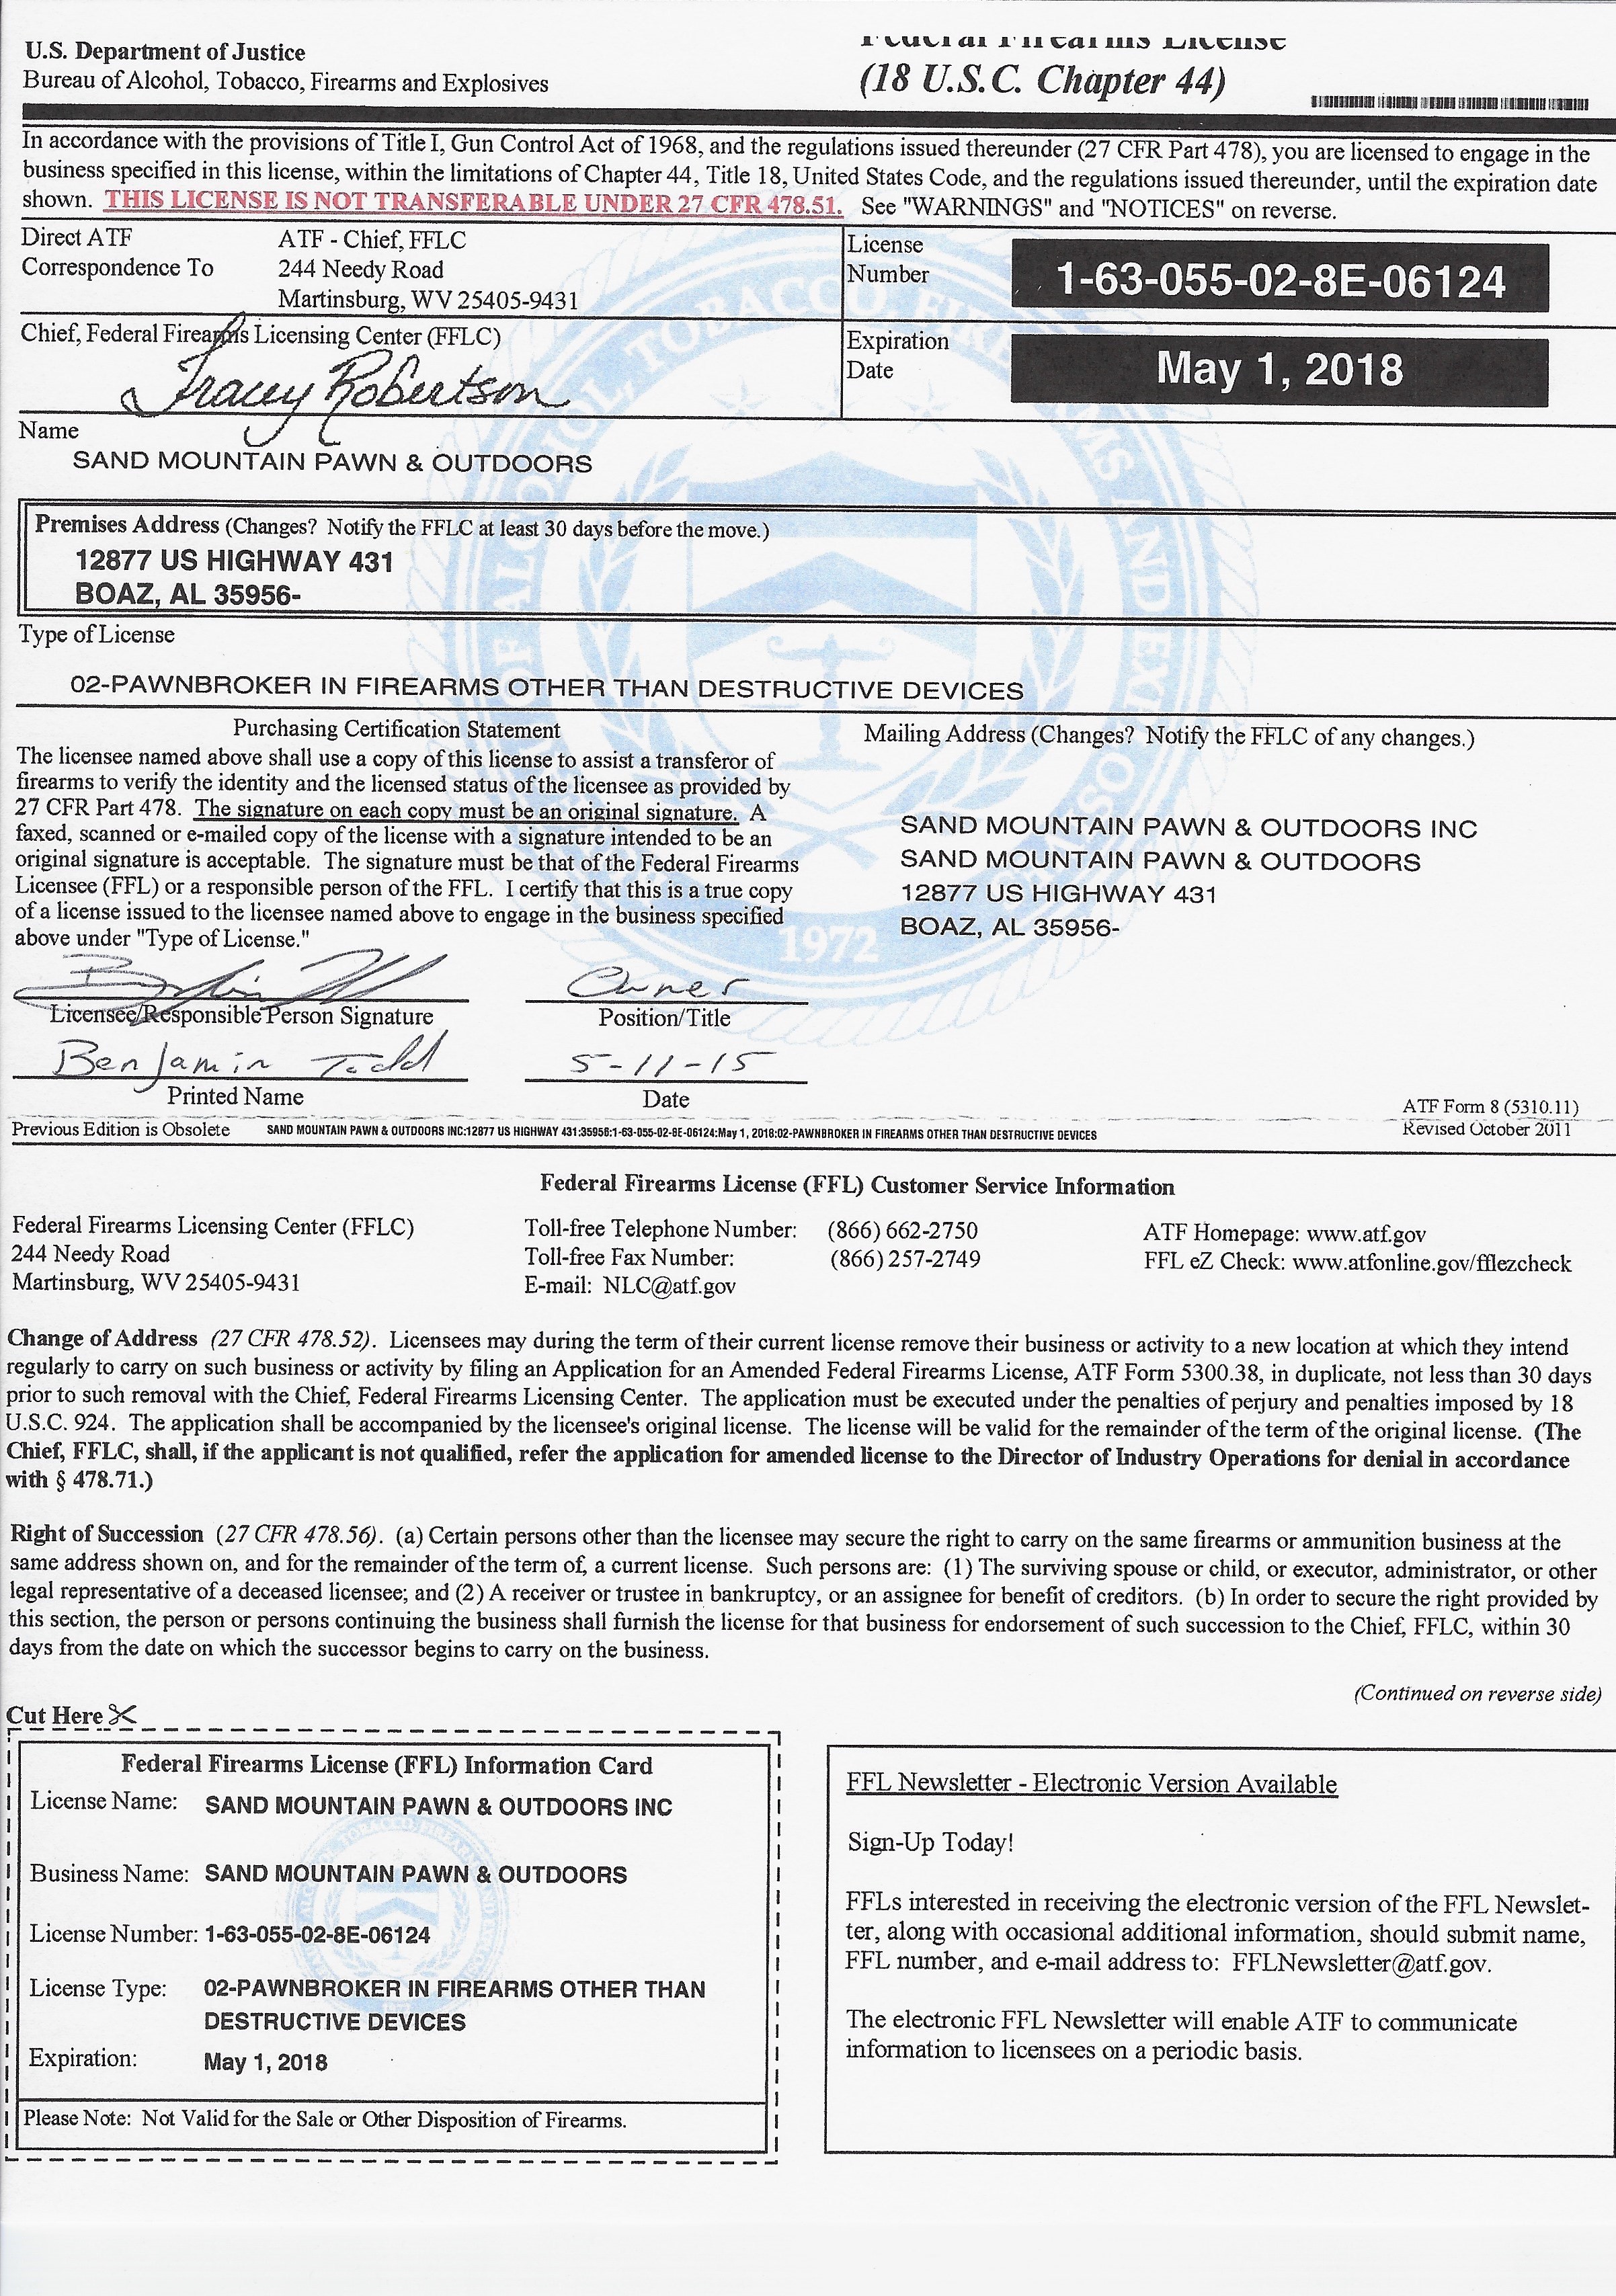 U.S. Department of Justice
Bureau of Alcohol, Tobacco, Firearms and Explosives
Federal Firearms License
(18 U.S.C. Chapter 44)
In accordance with the provisions of Title I, Gun Control Act of 1968, and the regulations issued thereunder (27 CFR Part 478), you are licensed to engage in the
business specified in this license, within the limitations of Chapter 44, Title 18, United States Code, and the regulations issued thereunder, until the expiration date
shown. THIS LICENSE IS NOT TRANSFERABLE UNDER 27 CFR 478.51. See "WARNINGS" and "NOTICES" on reverse.
Direct ATF
Correspondence To
ATF - Chief, FFLC
244 Needy Road
Martinsburg, WV 25405-9431
License
Number
1-63-055-02-8E-06124
Chief, Federal Firearms Licensing Center (FFLC)
Tracey Robertson
Expiration
Date
May 1, 2018
Name
SAND MOUNTAIN PAWN & OUTDOORS
Premises Address (Changes? Notify the FFLC at least 30 days before the move.)
12877 US HIGHWAY 431
BOAZ, AL 35956-
Type of License
02-PAWNBROKER IN FIREARMS OTHER THAN DESTRUCTIVE DEVICES
Purchasing Certification Statement
The licensee named above shall use a copy of this license to assist a transferor of
firearms to verify the identity and the licensed status of the licensee as provided by
27 CFR Part 478. The signature on each copy must be an original signature. A
faxed, scanned or e-mailed copy of the license with a signature intended to be an
original signature is acceptable. The signature must be that of the Federal Firearms
Licensee (FFL) or a responsible person of the FFL. I certify that this is a true copy
of a license issued to the licensee named above to engage in the business specified
above under "Type of License."
Mailing Address (Changes? Notify the FFLC of any changes.)
SAND MOUNTAIN PAWN & OUTDOORS INC
SAND MOUNTAIN PAWN & OUTDOORS
12877 US HIGHWAY 431
BOAZ, AL 35956-
1972
Owner
Licensee/Responsible Person Signature
Position/Title
Benjamin Todd
5-11-15
Printed Name
Date
ATF Form 8 (5310.11)
Revised October 2011
Previous Edition is Obsolete
SAND MOUNTAIN PAWN & OUTDOORS INC:12877 US HIGHWAY 431:35956:1-63-055-02-8E-06124:May 1, 2018:02-PAWNBROKER IN FIREARMS OTHER THAN DESTRUCTIVE DEVICES
Federal Firearms License (FFL) Customer Service Information
Federal Firearms Licensing Center (FFLC)
244 Needy Road
Martinsburg, WV 25405-9431
Toll-free Telephone Number: (866) 662-2750
Toll-free Fax Number: (866) 257-2749
E-mail: NLC@atf.gov
ATF Homepage: www.atf.gov
FFL eZ Check: www.atfonline.gov/fflezcheck
Change of Address (27 CFR 478.52). Licensees may during the term of their current license remove their business or activity to a new location at which they intend
regularly to carry on such business or activity by filing an Application for an Amended Federal Firearms License, ATF Form 5300.38, in duplicate, not less than 30 days
prior to such removal with the Chief, Federal Firearms Licensing Center. The application must be executed under the penalties of perjury and penalties imposed by 18
U.S.C. 924. The application shall be accompanied by the licensee's original license. The license will be valid for the remainder of the term of the original license. (The
Chief, FFLC, shall, if the applicant is not qualified, refer the application for amended license to the Director of Industry Operations for denial in accordance
with § 478.71.)
Right of Succession (27 CFR 478.56). (a) Certain persons other than the licensee may secure the right to carry on the same firearms or ammunition business at the
same address shown on, and for the remainder of the term of, a current license. Such persons are: (1) The surviving spouse or child, or executor, administrator, or other
legal representative of a deceased licensee; and (2) A receiver or trustee in bankruptcy, or an assignee for benefit of creditors. (b) In order to secure the right provided by
this section, the person or persons continuing the business shall furnish the license for that business for endorsement of such succession to the Chief, FFLC, within 30
days from the date on which the successor begins to carry on the business.
(Continued on reverse side)
Cut Here
Federal Firearms License (FFL) Information Card
License Name: SAND MOUNTAIN PAWN & OUTDOORS INC
Business Name: SAND MOUNTAIN PAWN & OUTDOORS
License Number: 1-63-055-02-8E-06124
License Type: 02-PAWNBROKER IN FIREARMS OTHER THAN
DESTRUCTIVE DEVICES
Expiration: May 1, 2018
Please Note: Not Valid for the Sale or Other Disposition of Firearms.
FFL Newsletter - Electronic Version Available
Sign-Up Today!
FFLs interested in receiving the electronic version of the FFL Newslet-
ter, along with occasional additional information, should submit name,
FFL number, and e-mail address to: FFLNewsletter@atf.gov.
The electronic FFL Newsletter will enable ATF to communicate
information to licensees on a periodic basis.